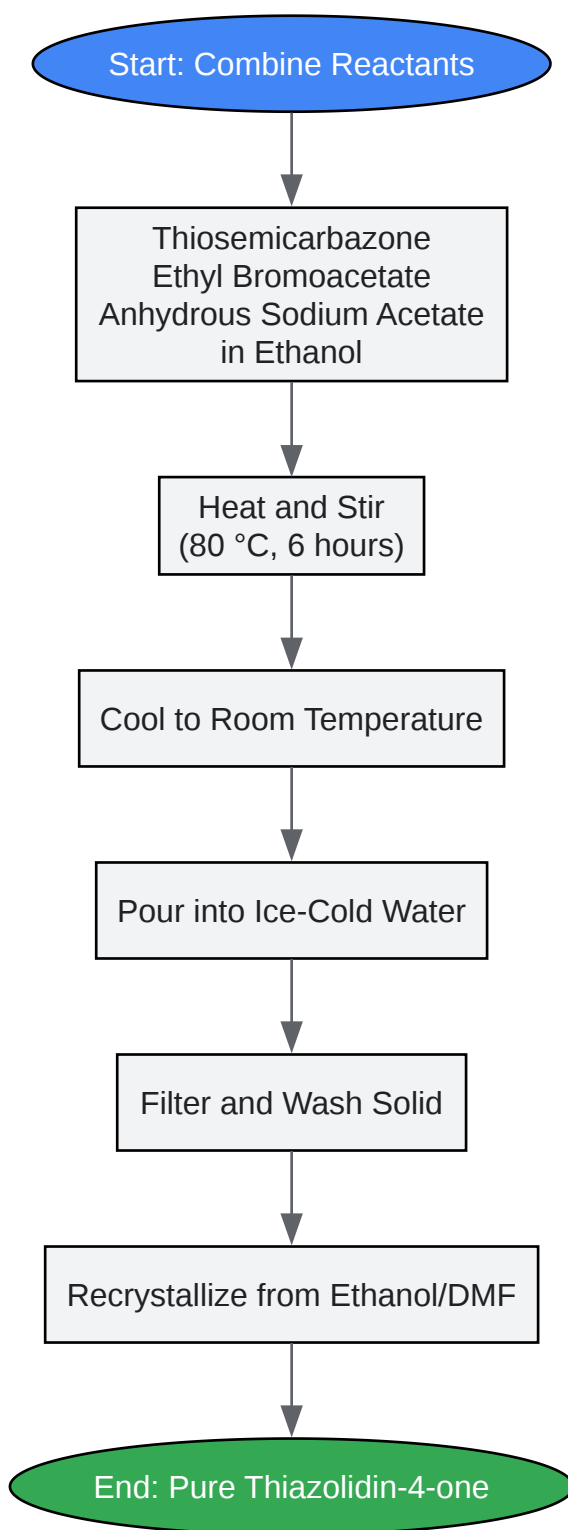 Start: Combine Reactants
Thiosemicarbazone
Ethyl Bromoacetate
Anhydrous Sodium Acetate
in Ethanol
Heat and Stir
(80 °C, 6 hours)
Cool to Room Temperature
Pour into Ice-Cold Water
Filter and Wash Solid
Recrystallize from Ethanol/DMF
End: Pure Thiazolidin-4-one